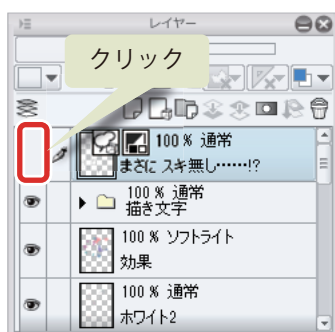 レイヤー
クリック
100 % 通常
まさに スキ無し……!?
100 % 通常
描き文字
100 % ソフトライト
効果
100 % 通常
ホワイト2